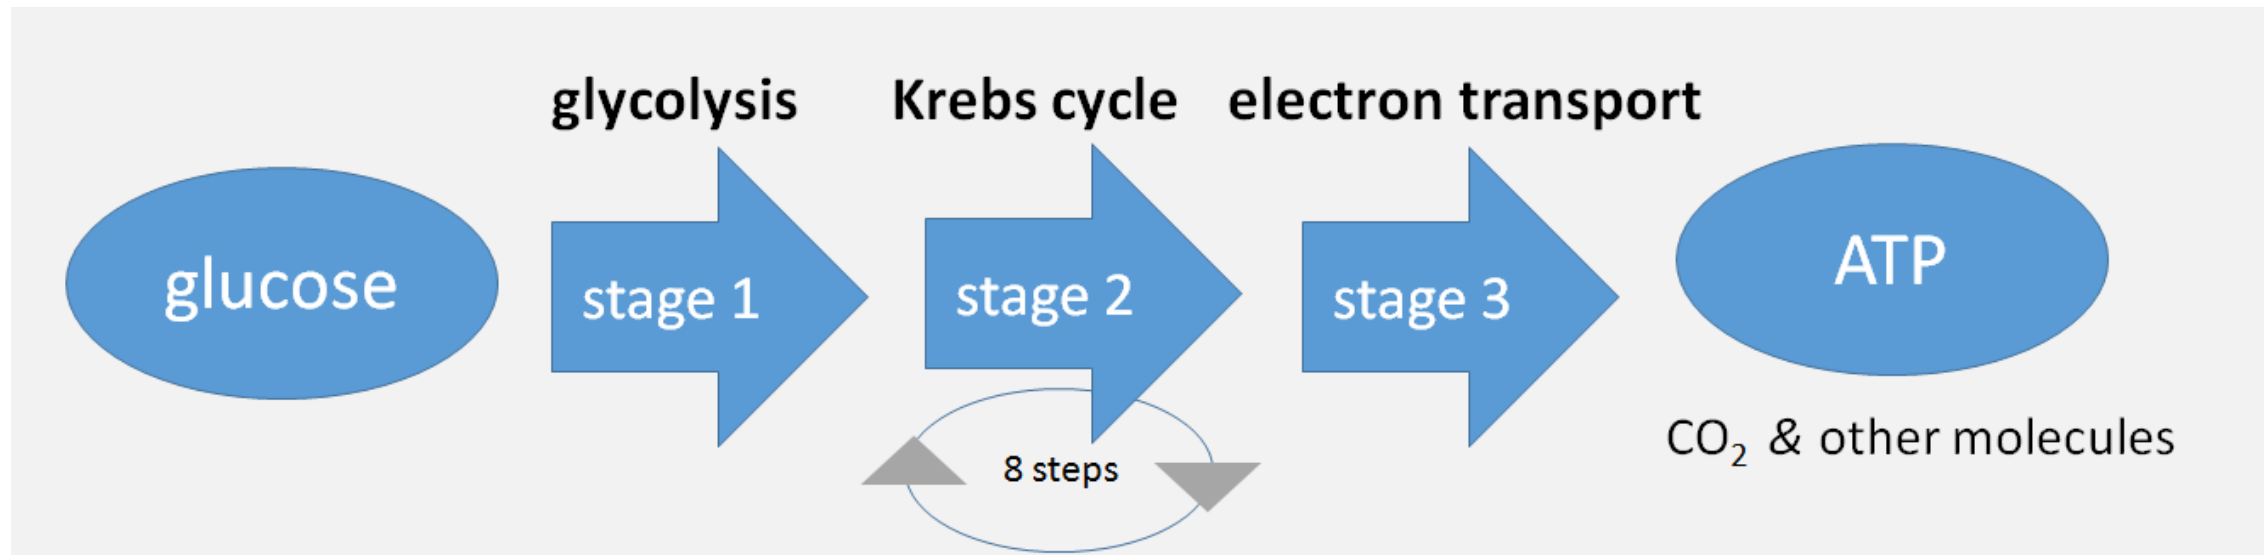 glycolysis
Krebs cycle
electron transport
glucose
stage 1
stage 2
stage 3
ATP
CO₂ & other molecules
8 steps